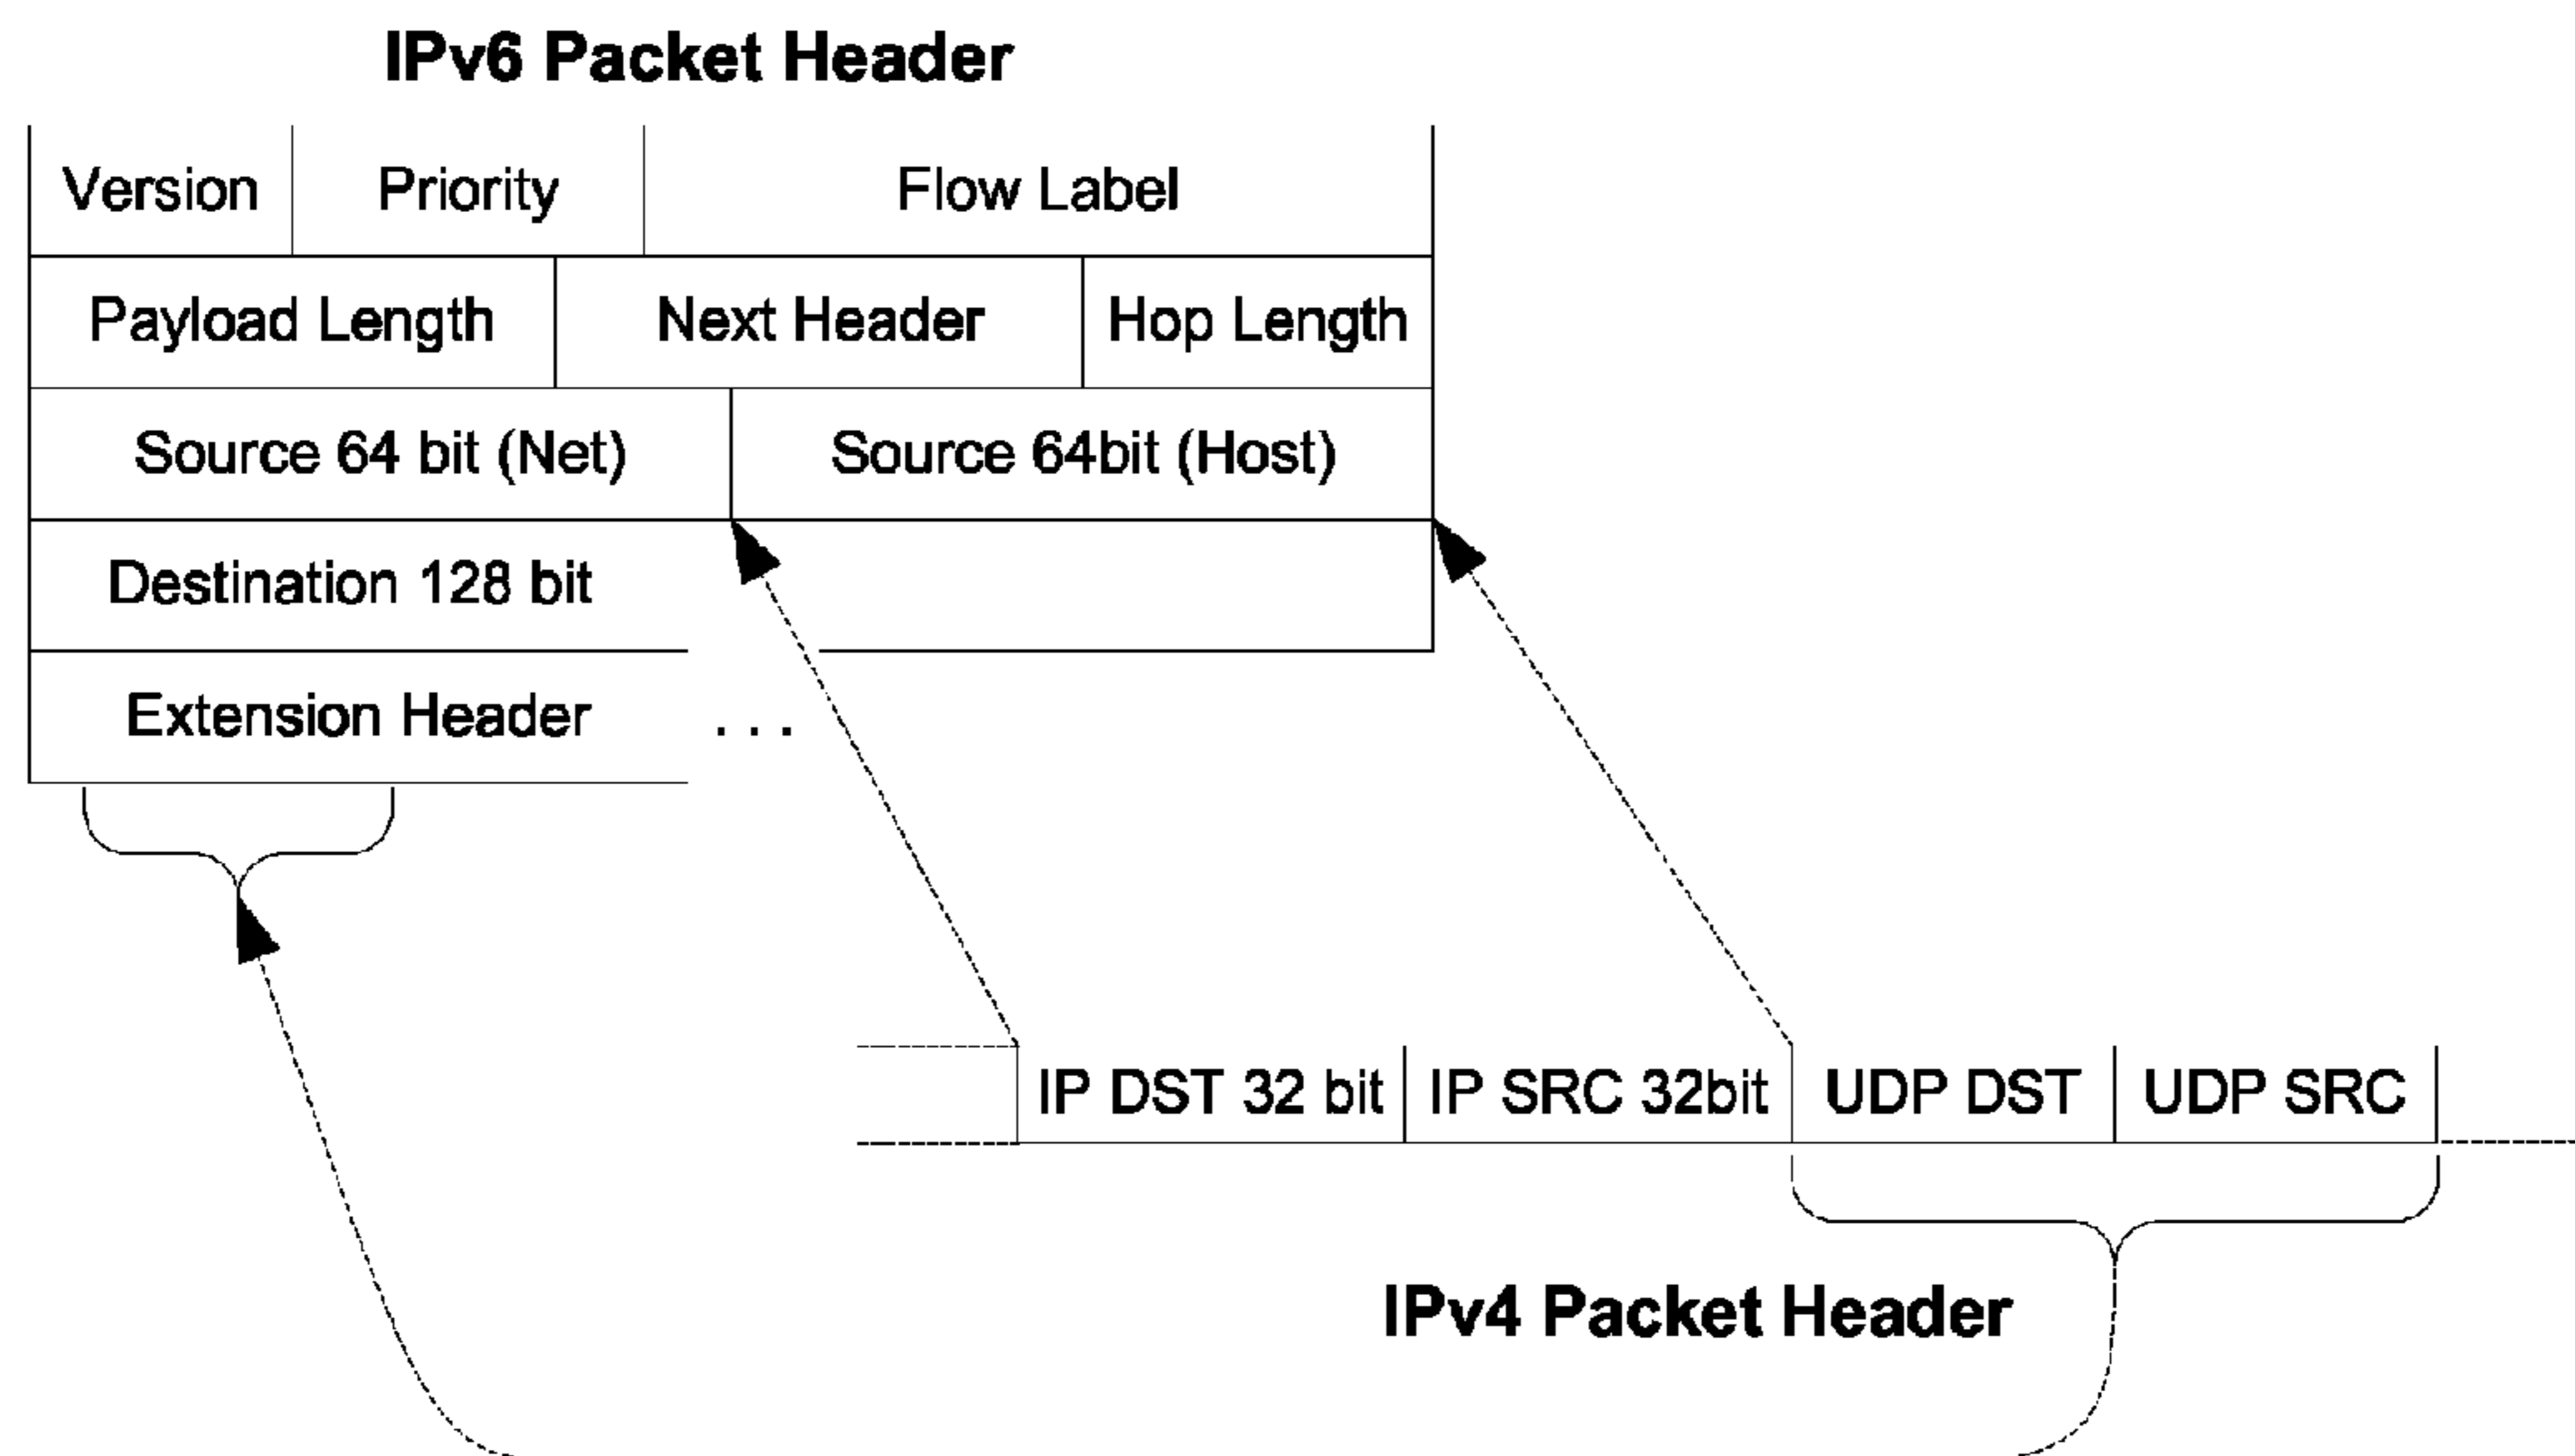 IPv6 Packet Header
Version Priority Flow Label
Payload Length Next Header Hop Length
Source 64 bit (Net) Source 64bit (Host)
Destination 128 bit
Extension Header ...
IP DST 32 bit IP SRC 32bit UDP DST UDP SRC
IPv4 Packet Header